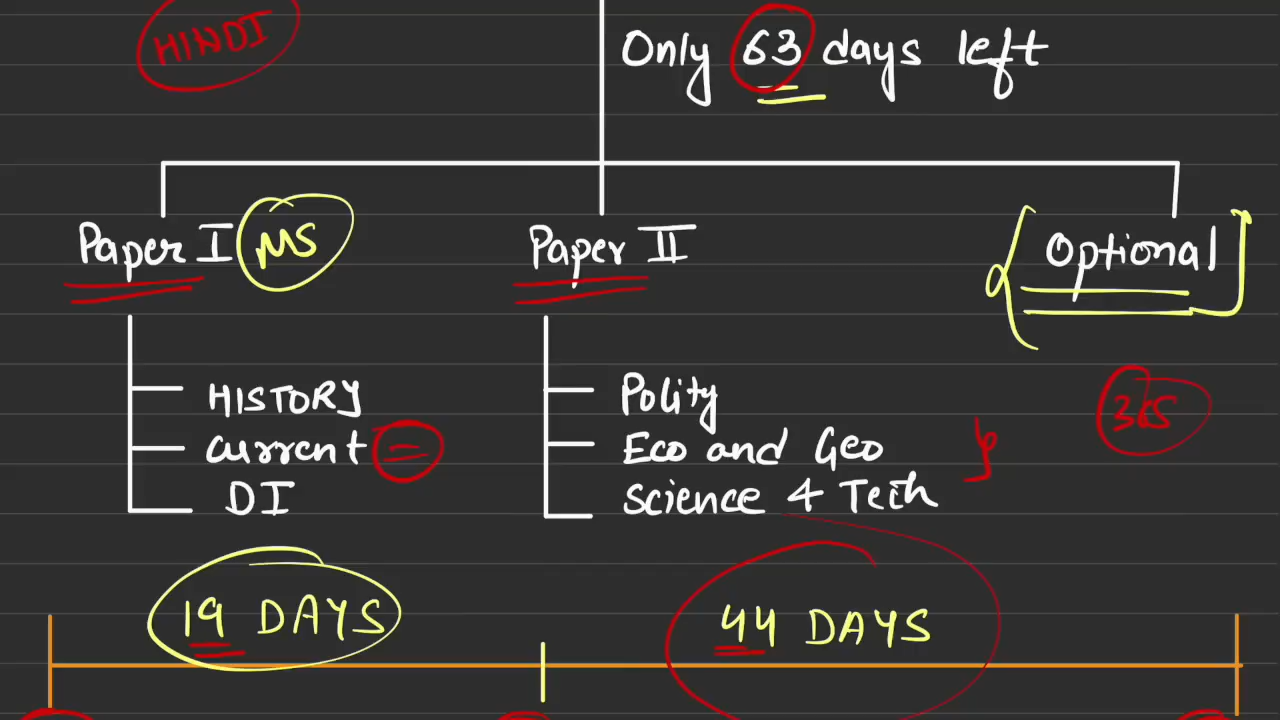 HINDI
Only 63 days left
Paper I MS
Paper II
Optional
HISTORY
Current =
DI
Polity
Eco and Geo
Science & Tech
365
19 DAYS
44 DAYS